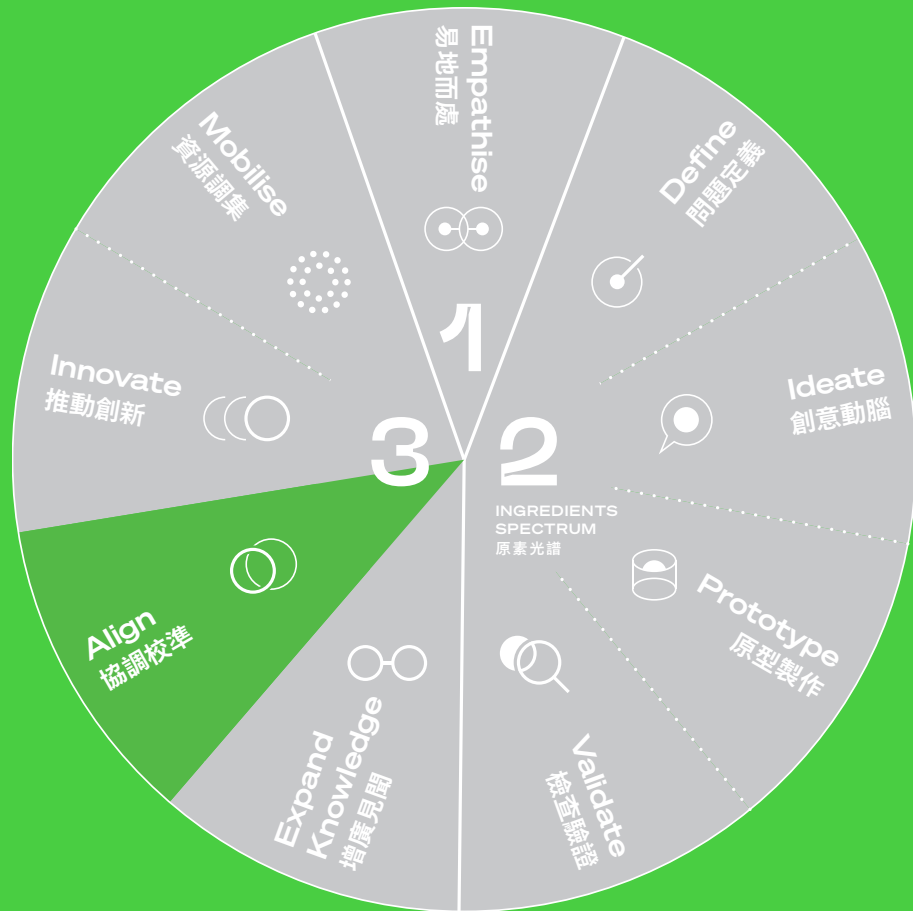 Empathise
易地而處
1
Define
問題定義
Ideate
創意動腦
2
INGREDIENTS
SPECTRUM
原素光譜
Prototype
原型製作
Validate
檢查驗證
3
Expand
Knowledge
增廣見聞
Align
協調校準
Innovate
推動創新
Mobilise
資源調集